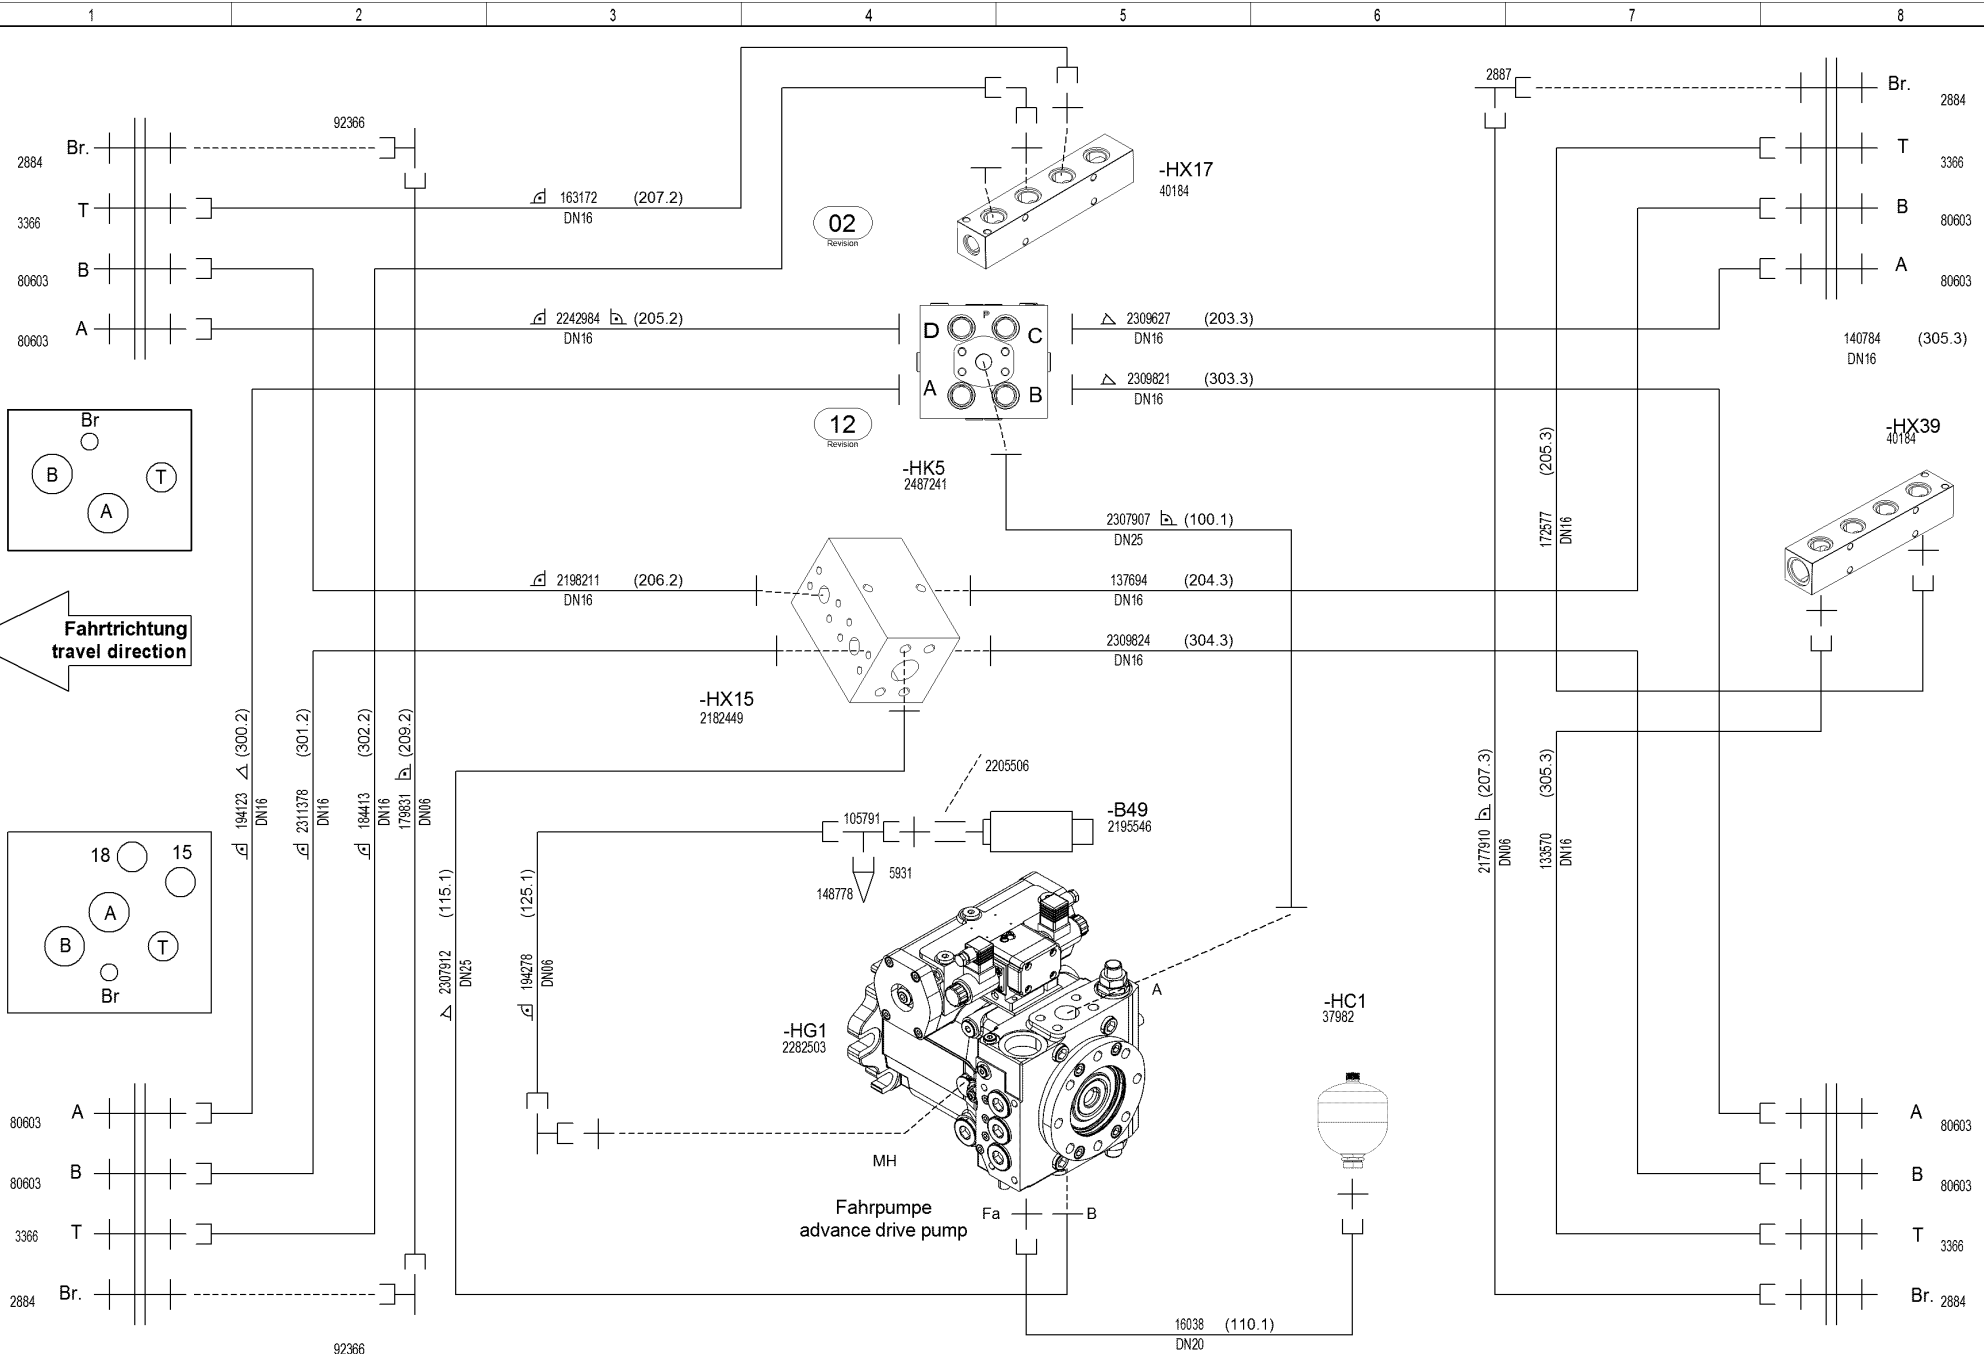 1 2 3 4 5 6 7 8
92366
Br.
2884
T
3366
B
80603
A
80603
163172 (207.2)
DN16
2242984 (205.2)
DN16
02
Revision
-HX17
40184
2887
Br.
2884
T
3366
B
80603
A
80603
D
P
C
A
B
2309627 (203.3)
DN16
2309821 (303.3)
DN16
140784 (305.3)
DN16
12
Revision
-HK5
2487241
-HX39
40184
Br
B
T
A
2307907 (100.1)
DN25
172577 (205.3)
DN16
Fahrtrichtung
travel direction
2198211 (206.2)
DN16
137694 (204.3)
DN16
2309824 (304.3)
DN16
-HX15
2182449
194123 (300.2)
DN16
2311378 (301.2)
DN16
184413 (302.2)
DN16
179831 (209.2)
DN06
2205506
105791
-B49
2195546
5931
148778
2177910 (207.3)
DN06
133570 (305.3)
DN16
18
15
A
B
T
Br
2307912 (115.1)
DN25
194278 (125.1)
DN06
A
-HG1
2282503
-HC1
37982
MH
Fahrpumpe
advance drive pump
Fa
B
A
80603
B
80603
T
3366
Br.
2884
92366
A
80603
B
80603
T
3366
Br.
2884
16038 (110.1)
DN20